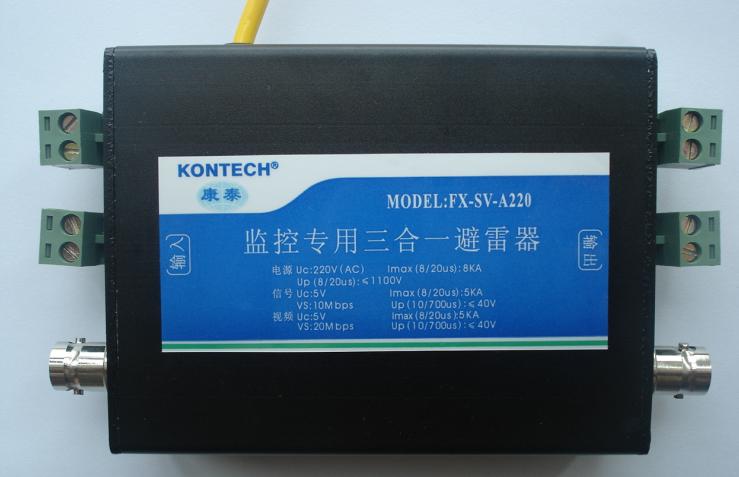 KONTECH®
康泰
MODEL:FX-SV-A220
监控专用三合一避雷器
输入
输出
电源 Uc:220V(AC) Imax(8/20us):8KA
Up(8/20us):≤1100V
信号 Uc:5V Imax(8/20us):5KA
VS:10Mbps Up(10/700us):≤40V
视频 Uc:5V Imax(8/20us):5KA
VS:20Mbps Up(10/700us):≤40V